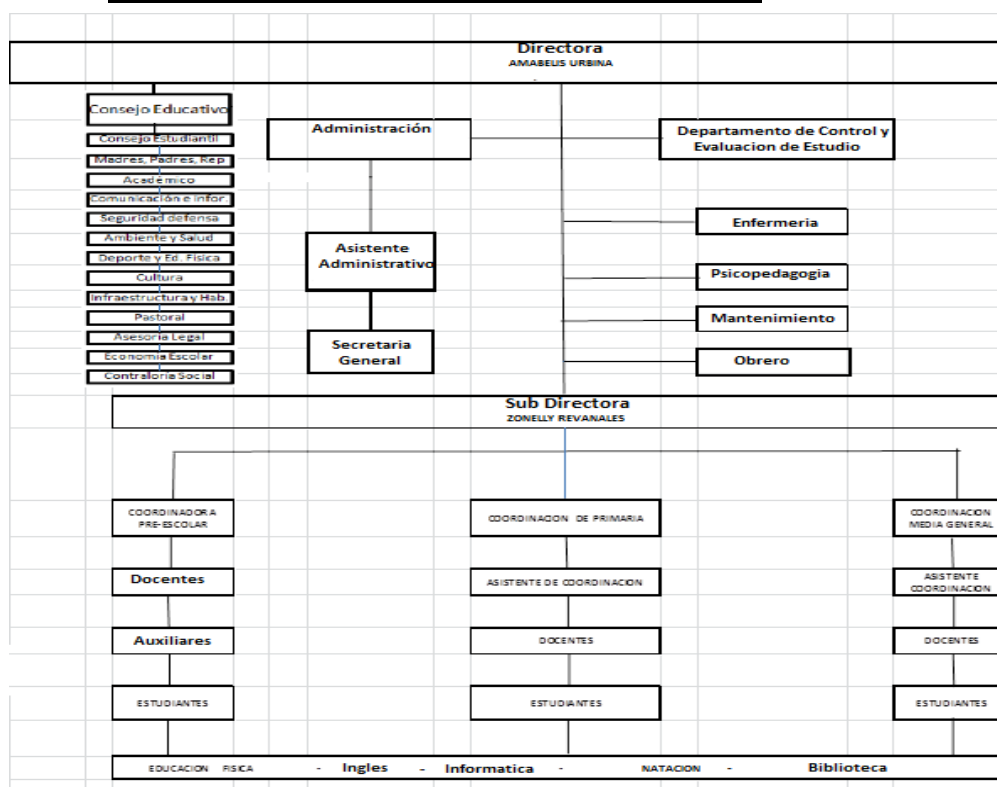 Directora
AMABELIS URBINA
Consejo Educativo
Consejo Estudiantil
Madres, Padres, Rep
Académico
Comunicación e Infor.
Seguridad defensa
Ambiente y Salud
Deporte y Ed. Física
Cultura
Infraestructura y Hab.
Pastoral
Asesoría Legal
Economía Escolar
Contraloría Social
Administración
Departamento de Control y
Evaluacion de Estudio
Asistente
Administrativo
Secretaria
General
Enfermeria
Psicopedagogia
Mantenimiento
Obrero
Sub Directora
ZONELLY REVANALES
COORDINADORA
PRE-ESCOLAR
COORDINACION DE PRIMARIA
COORDINACION
MEDIA GENERAL
Docentes
ASISTENTE DE COORDINACION
ASISTENTE
COORDINACION
Auxiliares
DOCENTES
DOCENTES
ESTUDIANTES
ESTUDIANTES
ESTUDIANTES
EDUCACION FISICA - Ingles - Informatica - NATACION - Biblioteca